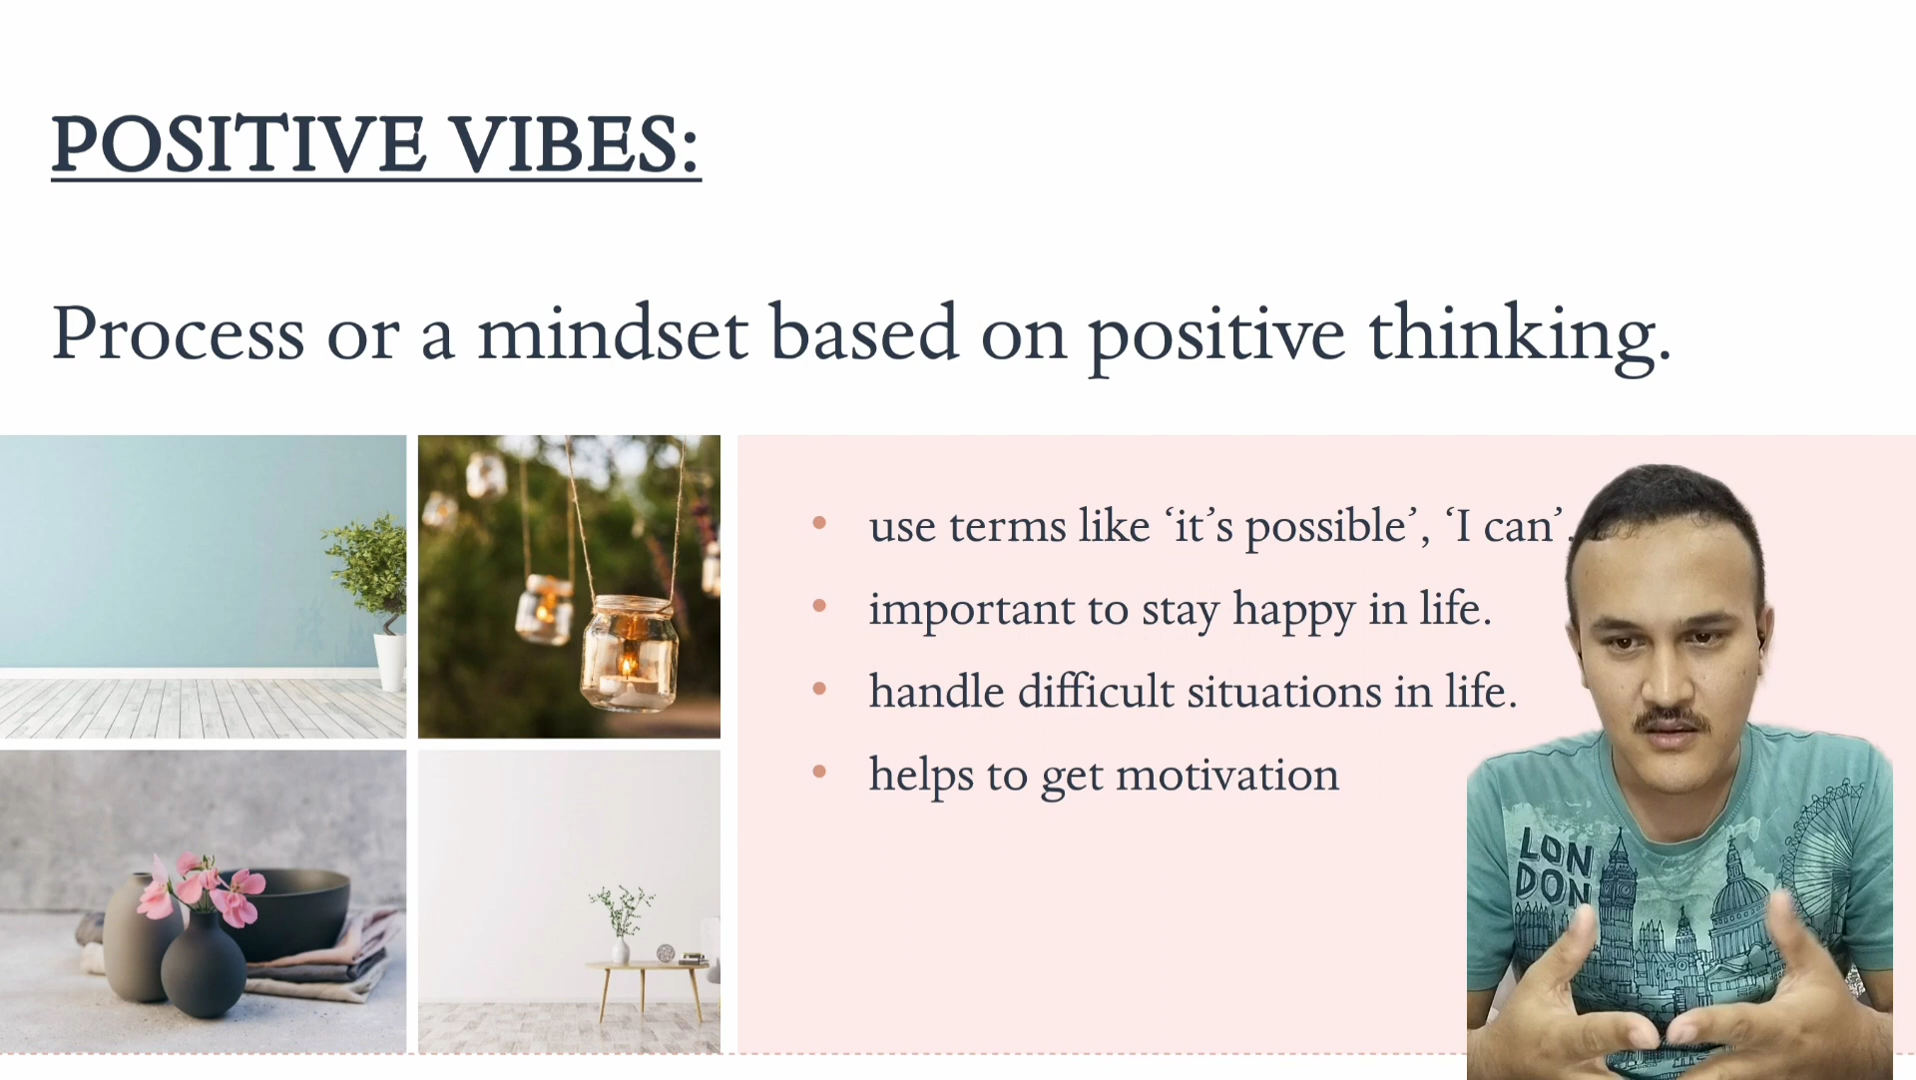 POSITIVE VIBES:
Process or a mindset based on positive thinking.
• use terms like ‘it’s possible’, ‘I can’.
• important to stay happy in life.
• handle difficult situations in life.
• helps to get motivation
LON
DON